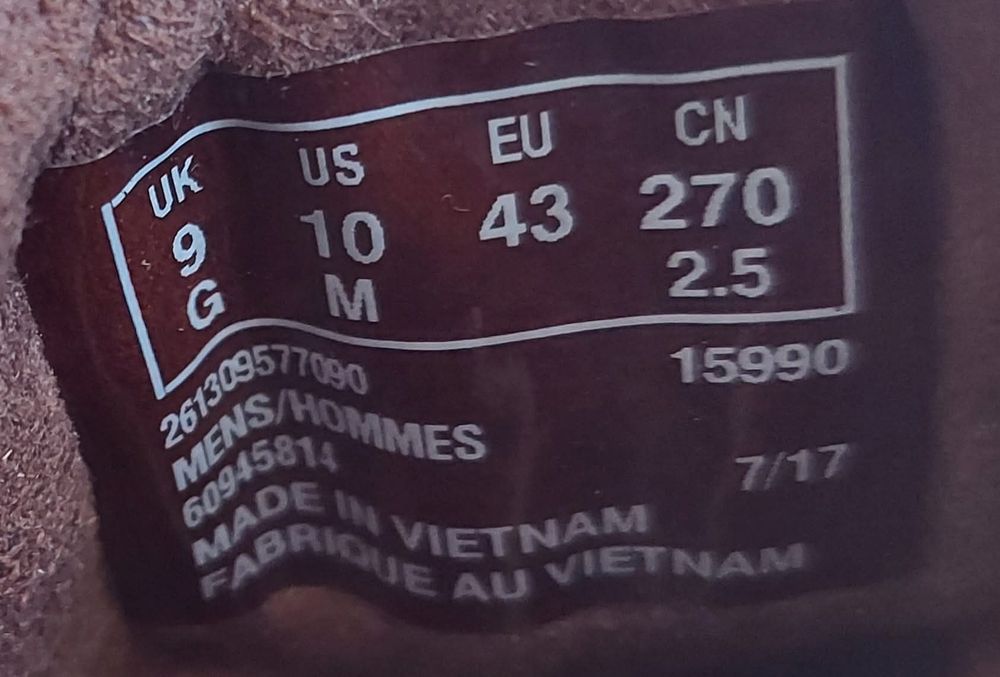 UK US EU CN
9 10 43 270
G M 2.5
261309577090 15990
MENS/HOMMES
60945814 7/17
MADE IN VIETNAM
FABRIQUE AU VIETNAM